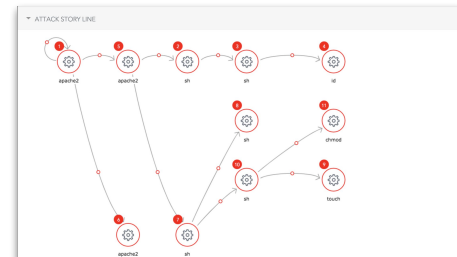 ATTACK STORY LINE
1
5
2
3
4
apache2
apache2
sh
sh
id
8
11
sh
chmod
10
9
sh
touch
6
7
apache2
sh